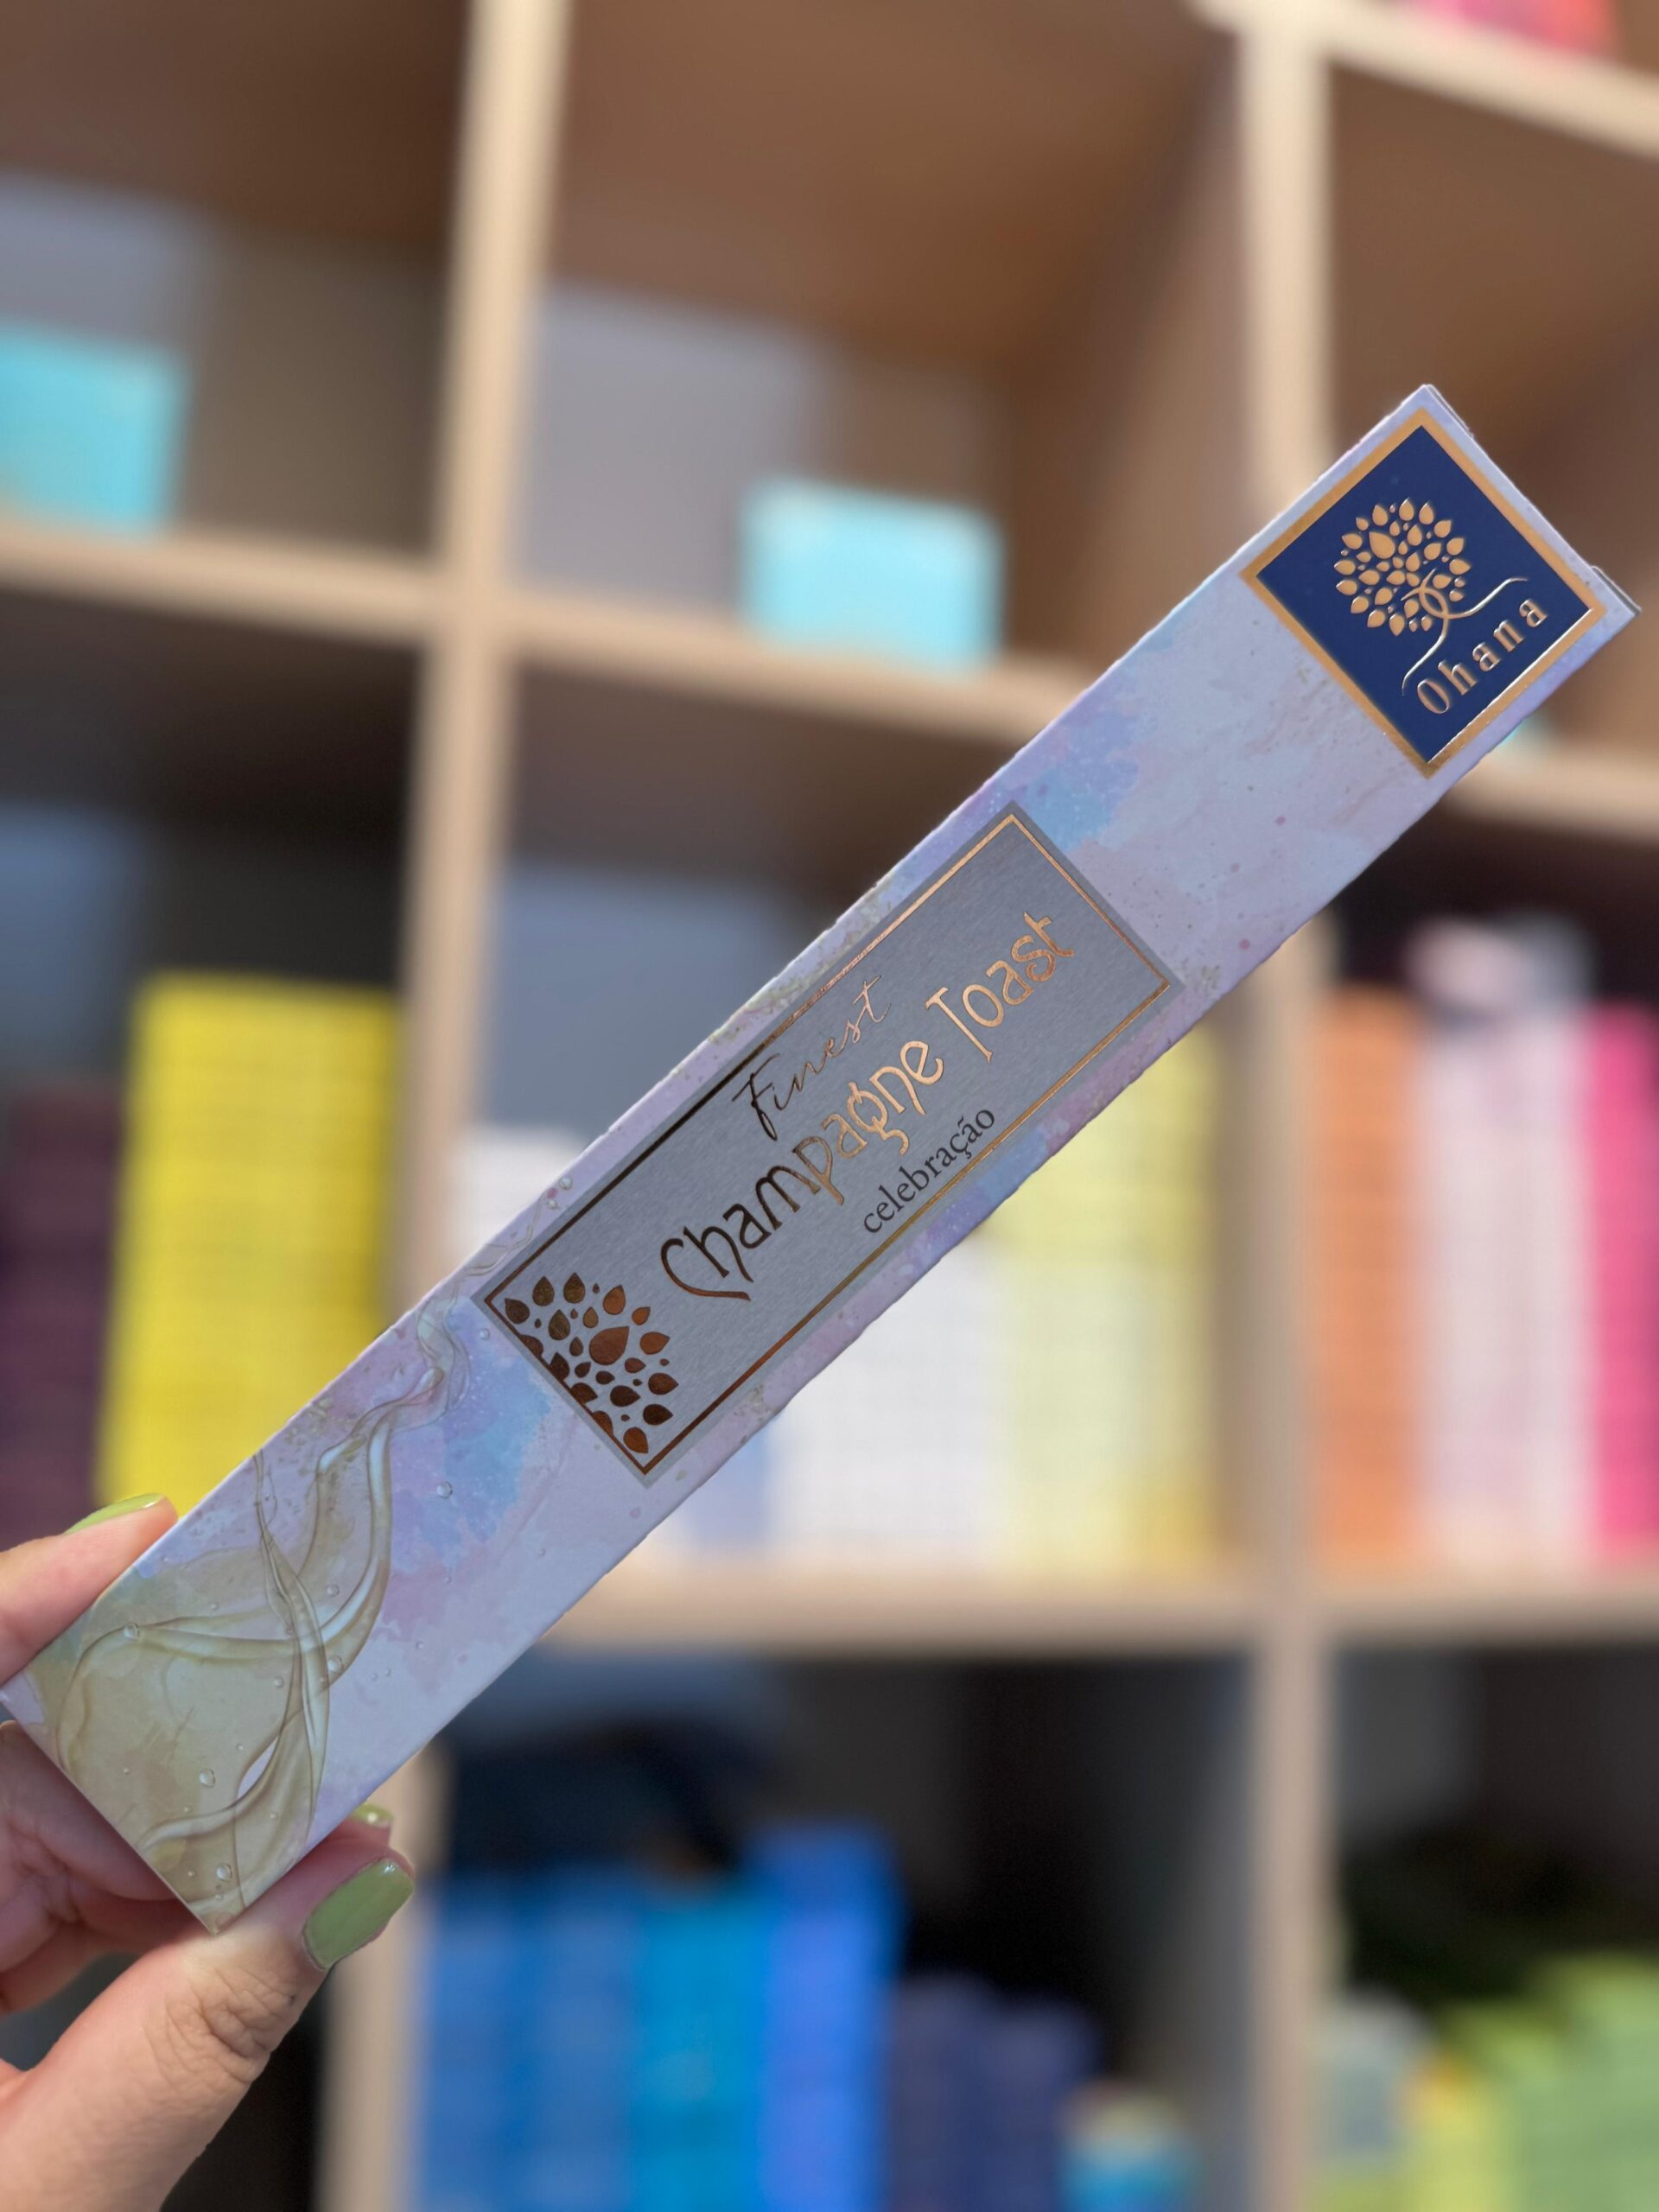 Ohana
Finest
Champagne Toast
celebração